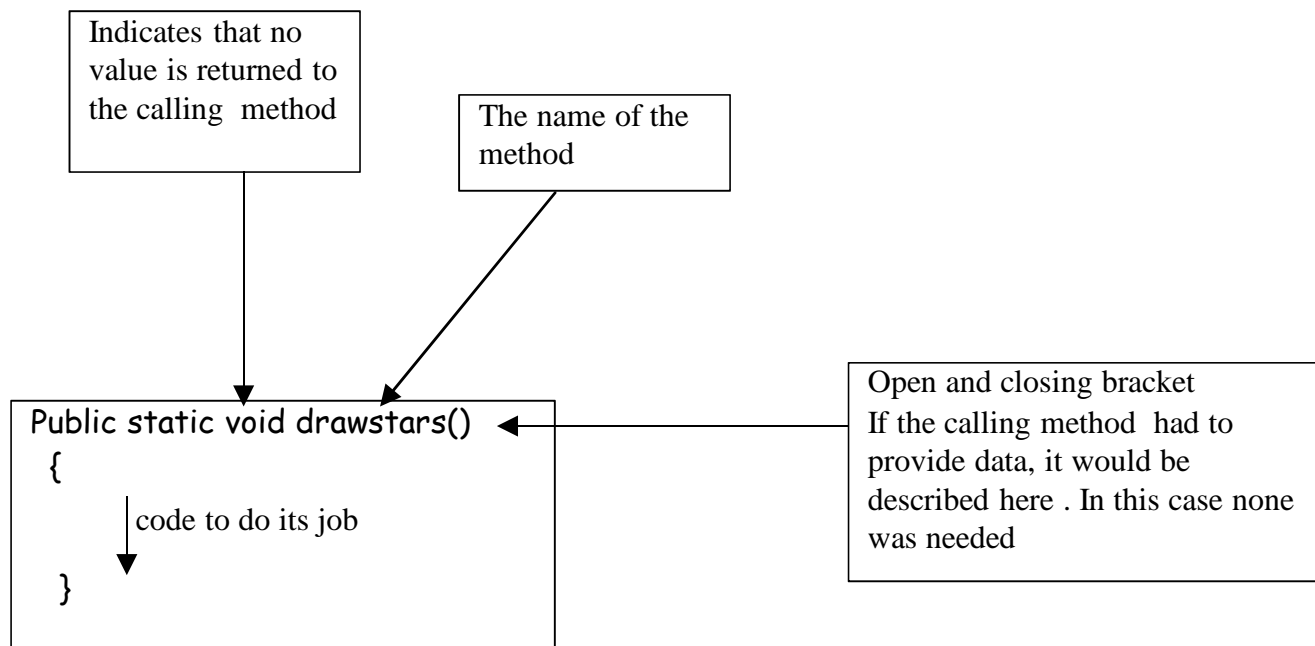 Indicates that no
value is returned to
the calling method
The name of the
method
Public static void drawstars()
{
code to do its job
}
Open and closing bracket
If the calling method had to
provide data, it would be
described here . In this case none
was needed